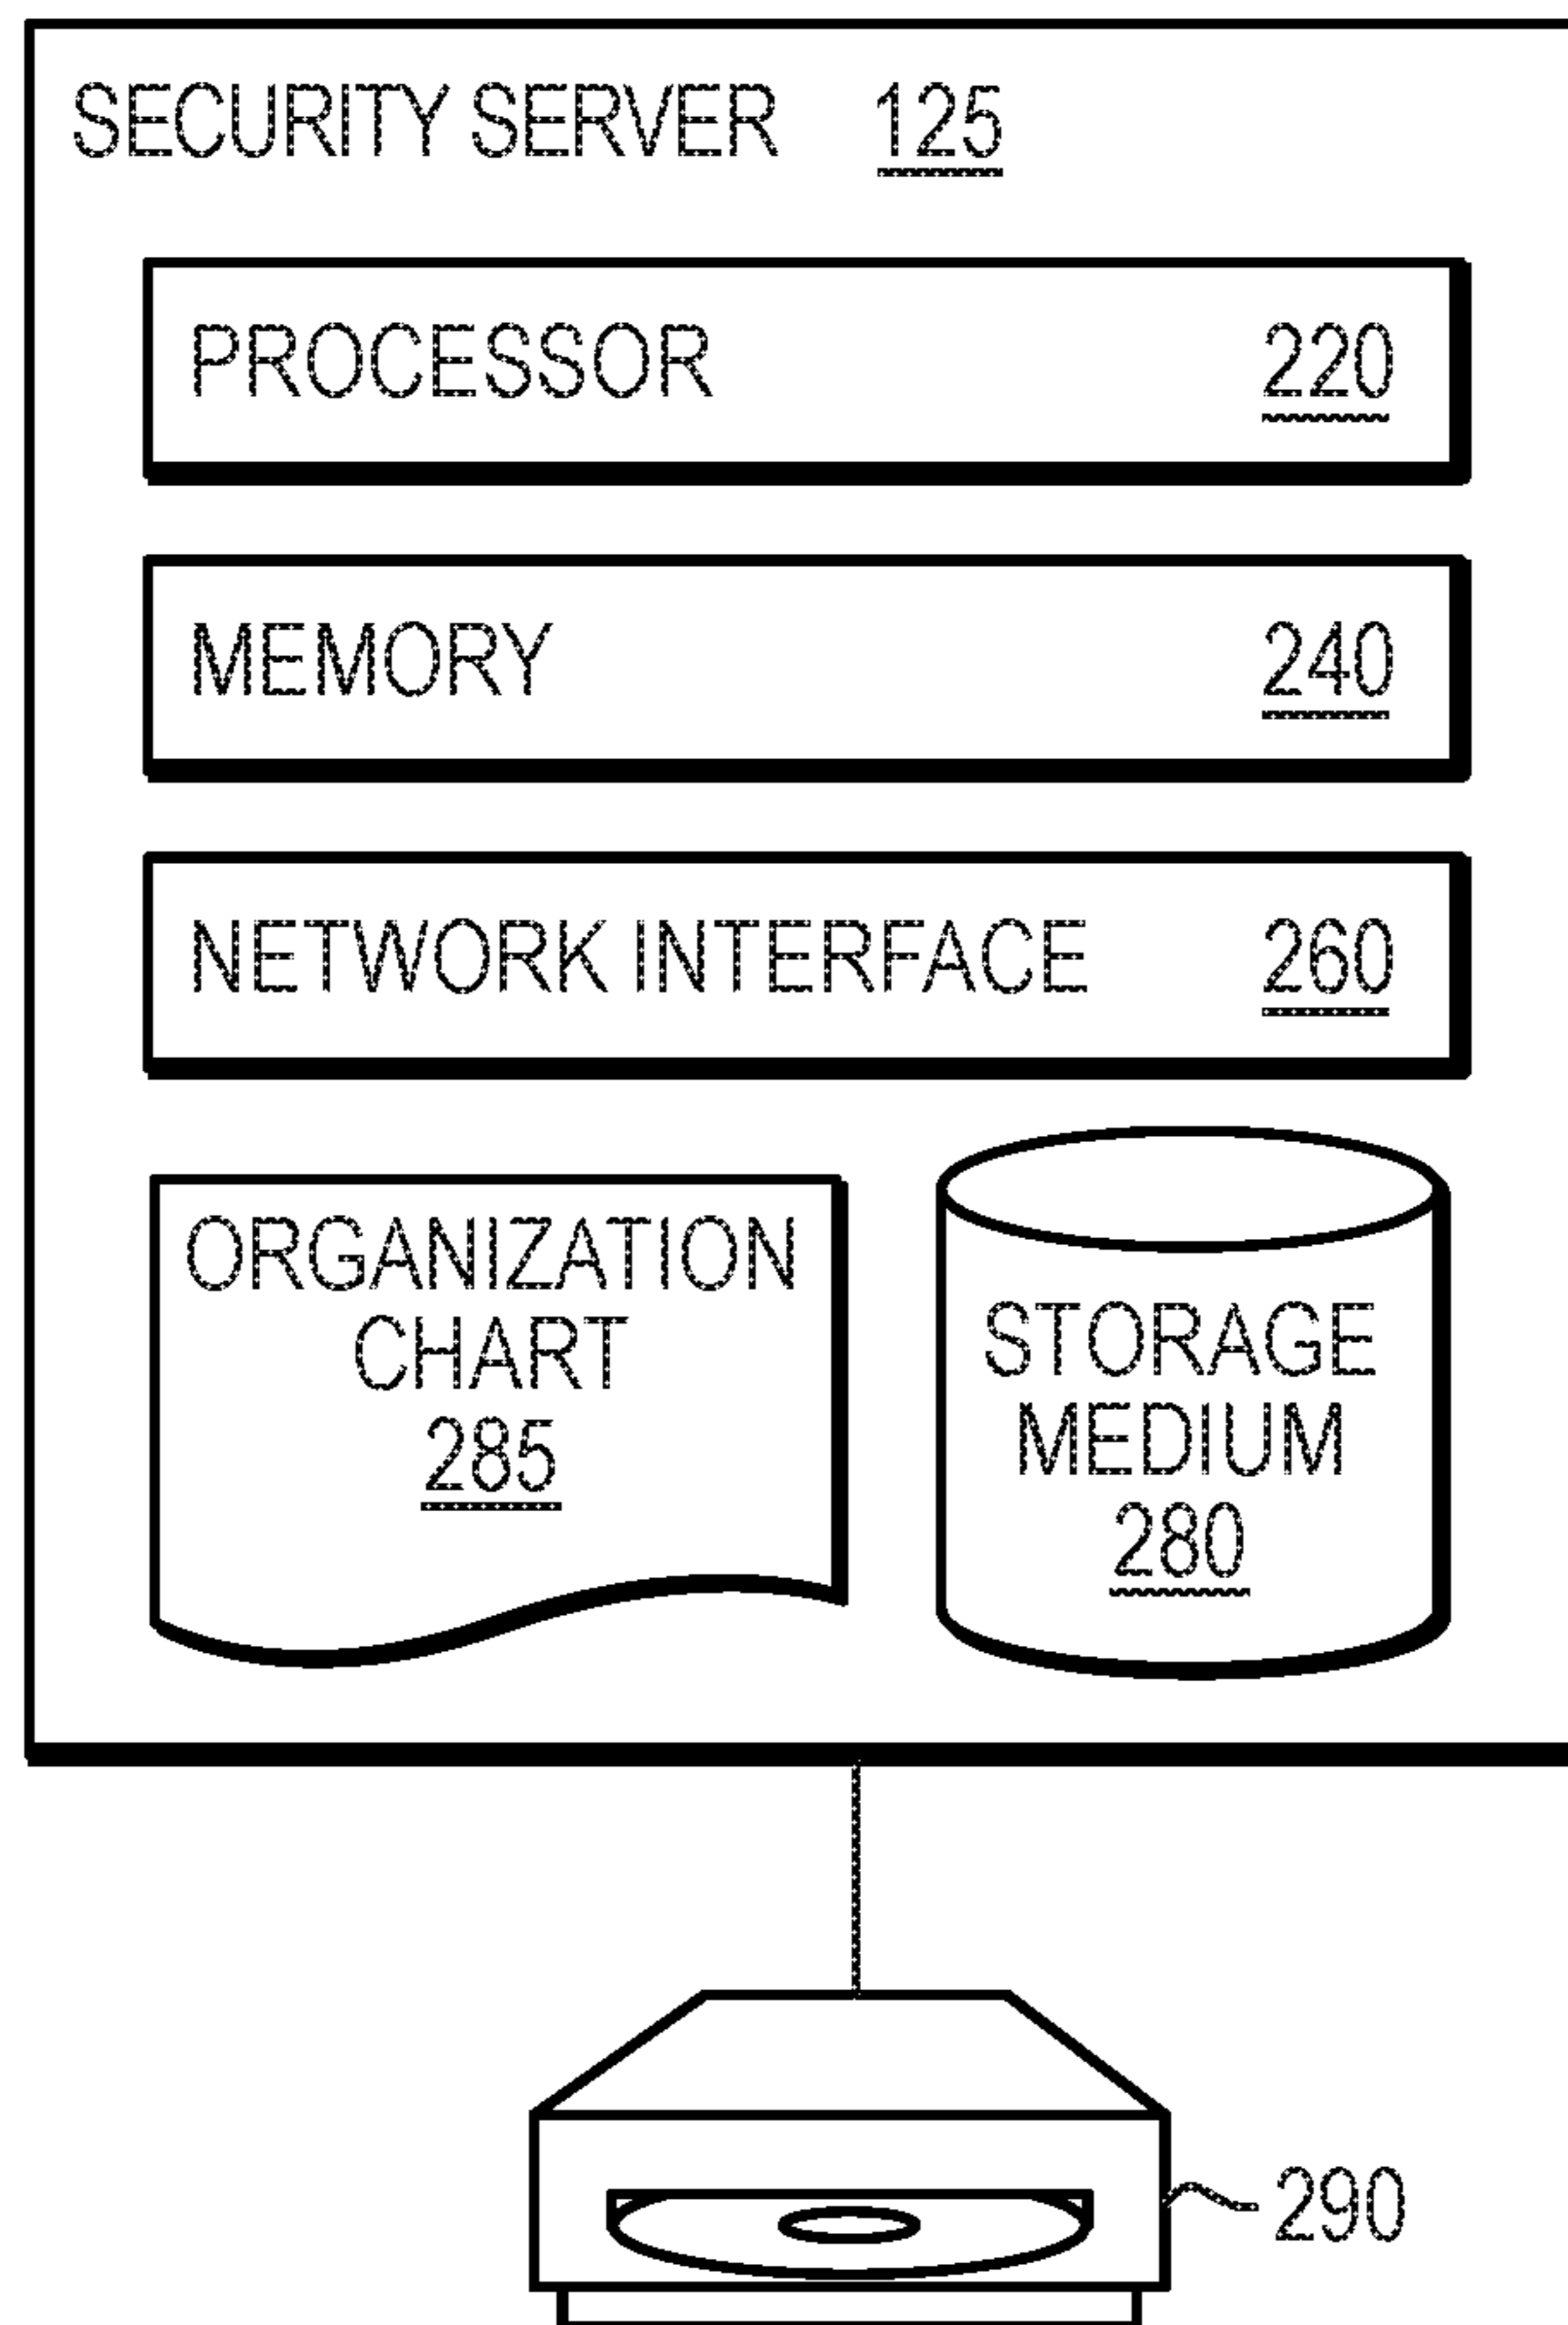 SECURITY SERVER 125
PROCESSOR 220
MEMORY 240
NETWORK INTERFACE 260
ORGANIZATION
CHART
285
STORAGE
MEDIUM
280
290